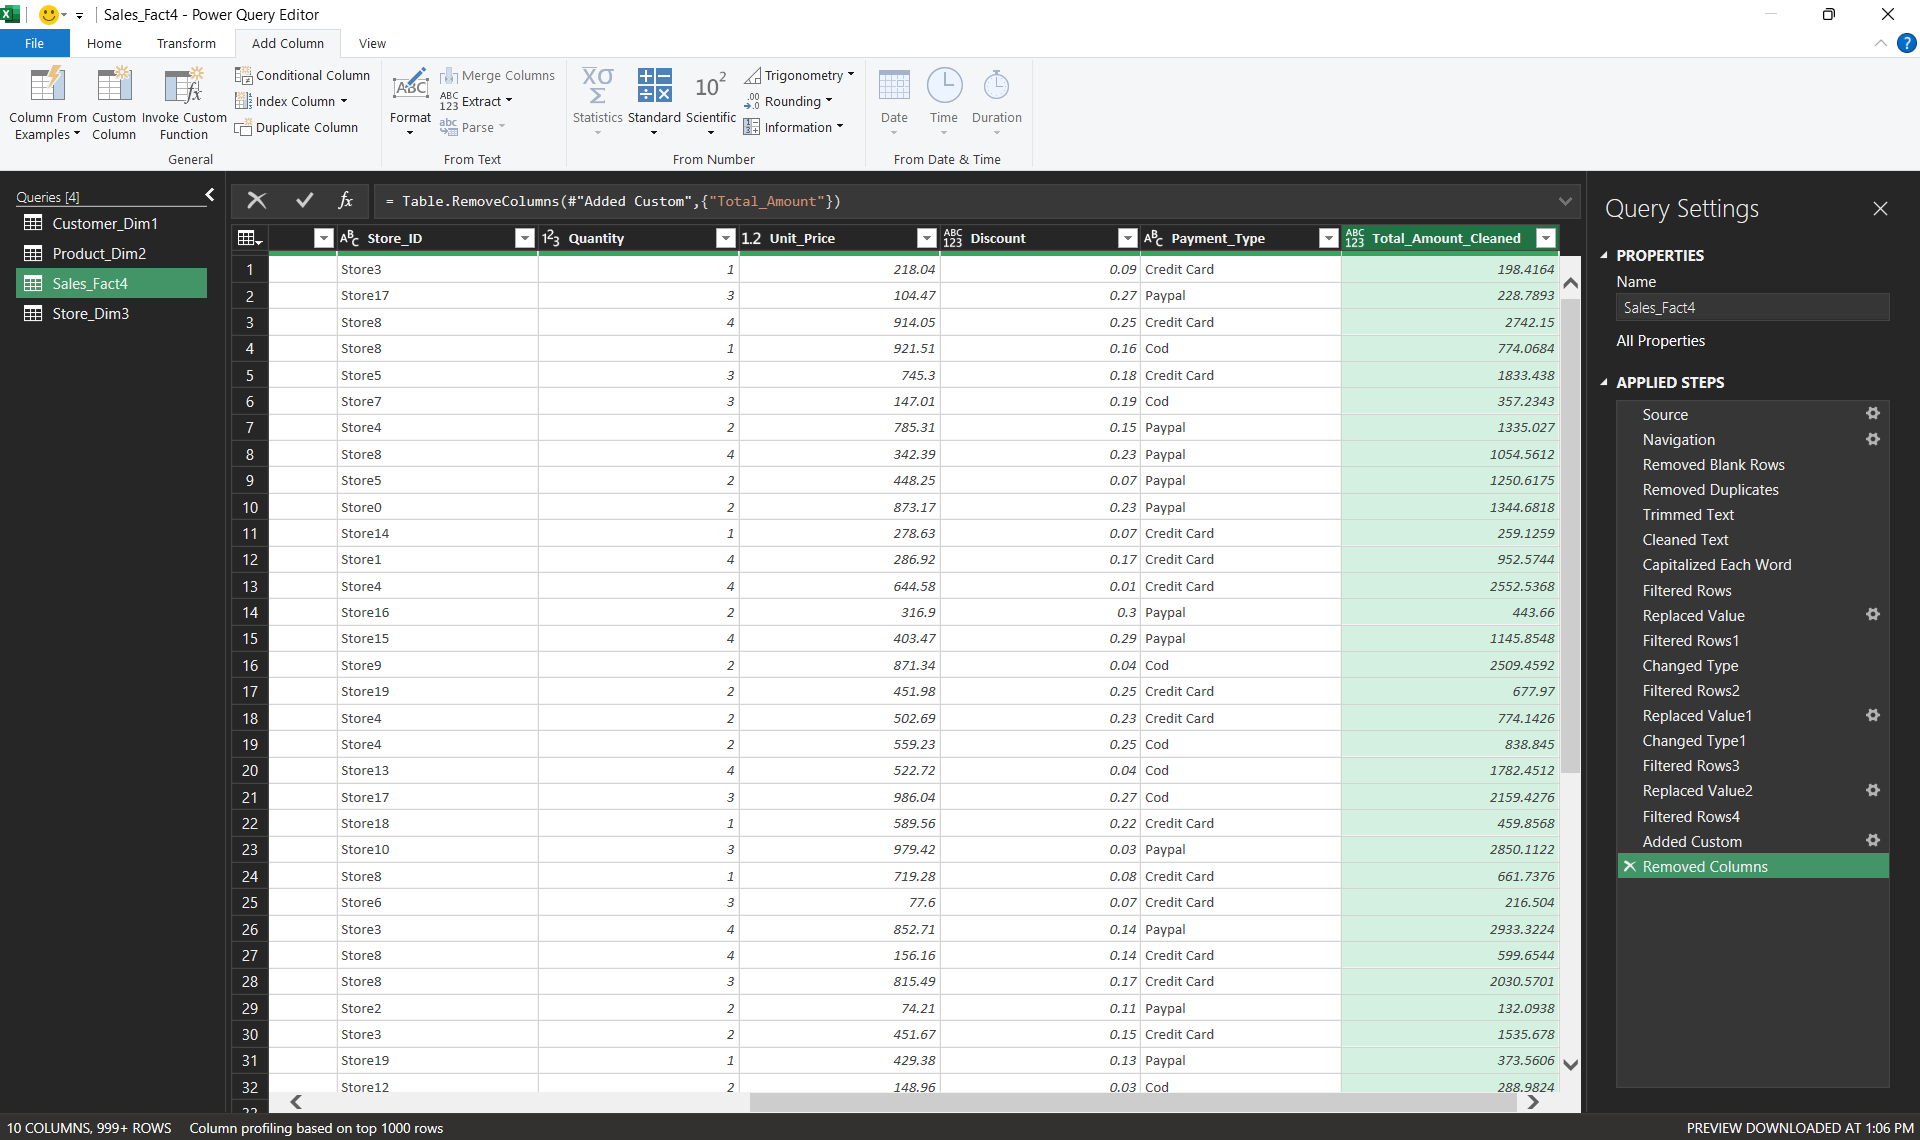 Sales_Fact4 - Power Query Editor
File Home Transform Add Column View
Column From Examples
Custom Column
Invoke Custom Function
Conditional Column
Index Column
Duplicate Column
General
Format
Merge Columns
Extract
Parse
From Text
Statistics
Standard
Scientific
Trigonometry
Rounding
Information
From Number
Date
Time
Duration
From Date & Time
Queries [4]
Customer_Dim1
Product_Dim2
Sales_Fact4
Store_Dim3
= Table.RemoveColumns(#"Added Custom",{"Total_Amount"})
Store_ID Quantity Unit_Price Discount Payment_Type Total_Amount_Cleaned
1 Store3 1 218.04 0.09 Credit Card 198.4164
2 Store17 3 104.47 0.27 Paypal 228.7893
3 Store8 4 914.05 0.25 Credit Card 2742.15
4 Store8 1 921.51 0.16 Cod 774.0684
5 Store5 3 745.3 0.18 Credit Card 1833.438
6 Store7 3 147.01 0.19 Cod 357.2343
7 Store4 2 785.31 0.15 Paypal 1335.027
8 Store8 4 342.39 0.23 Paypal 1054.5612
9 Store5 2 448.25 0.07 Paypal 1250.6175
10 Store0 2 873.17 0.23 Paypal 1344.6818
11 Store14 1 278.63 0.07 Credit Card 259.1259
12 Store1 4 286.92 0.17 Credit Card 952.5744
13 Store4 4 644.58 0.01 Credit Card 2552.5368
14 Store16 2 316.9 0.3 Paypal 443.66
15 Store15 4 403.47 0.29 Paypal 1145.8548
16 Store9 2 871.34 0.04 Cod 2509.4592
17 Store19 2 451.98 0.25 Credit Card 677.97
18 Store4 2 502.69 0.23 Credit Card 774.1426
19 Store4 2 559.23 0.25 Cod 838.845
20 Store13 4 522.72 0.04 Cod 1782.4512
21 Store17 3 986.04 0.27 Cod 2159.4276
22 Store18 1 589.56 0.22 Credit Card 459.8568
23 Store10 3 979.42 0.03 Paypal 2850.1122
24 Store8 1 719.28 0.08 Credit Card 661.7376
25 Store6 3 77.6 0.07 Credit Card 216.504
26 Store3 4 852.71 0.14 Paypal 2933.3224
27 Store8 4 156.16 0.14 Credit Card 599.6544
28 Store8 3 815.49 0.17 Credit Card 2030.5701
29 Store2 2 74.21 0.11 Paypal 132.0938
30 Store3 2 451.67 0.15 Credit Card 1535.678
31 Store19 1 429.38 0.13 Paypal 373.5606
32 Store12 2 148.96 0.03 Cod 288.9824
Query Settings
PROPERTIES
Name
Sales_Fact4
All Properties
APPLIED STEPS
Source
Navigation
Removed Blank Rows
Removed Duplicates
Trimmed Text
Cleaned Text
Capitalized Each Word
Filtered Rows
Replaced Value
Filtered Rows1
Changed Type
Filtered Rows2
Replaced Value1
Changed Type1
Filtered Rows3
Replaced Value2
Filtered Rows4
Added Custom
Removed Columns
10 COLUMNS, 999+ ROWS Column profiling based on top 1000 rows
PREVIEW DOWNLOADED AT 1:06 PM